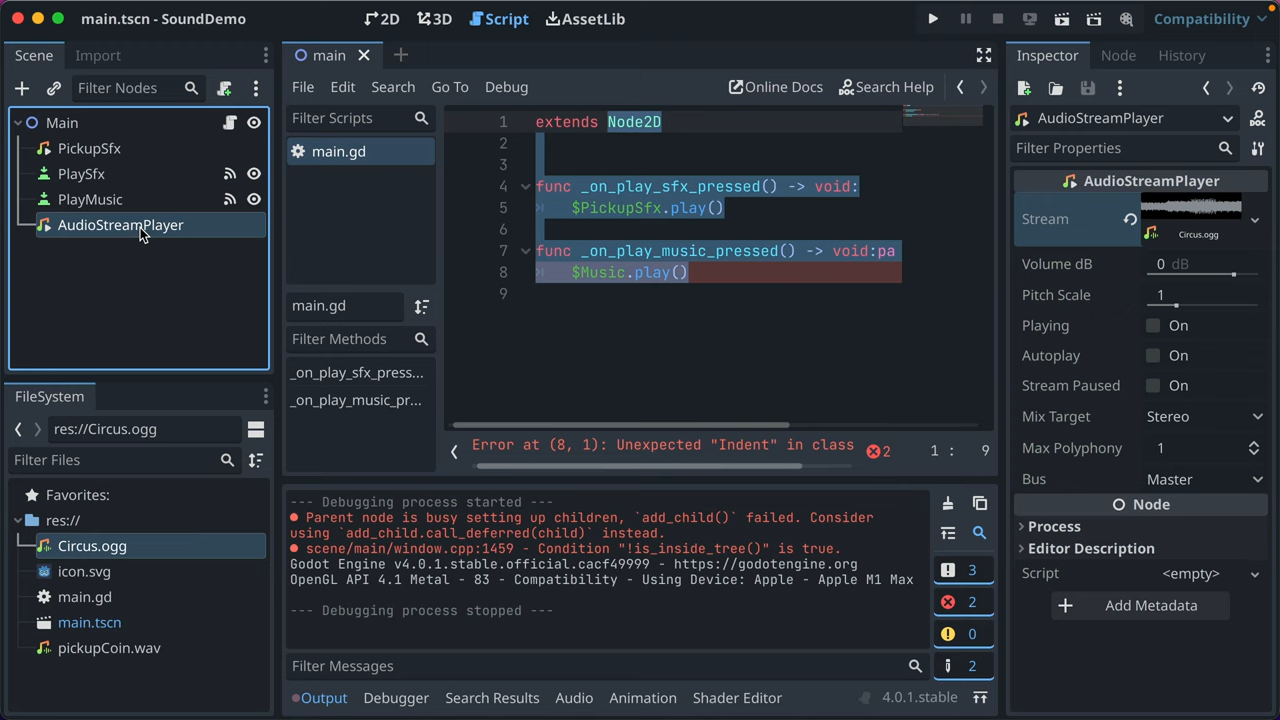 main.tscn - SoundDemo
2D
3D
Script
AssetLib
Compatibility
Scene
Import
Filter Nodes
Main
PickupSfx
PlaySfx
PlayMusic
AudioStreamPlayer
FileSystem
res://Circus.ogg
Filter Files
Favorites:
res://
Circus.ogg
icon.svg
main.gd
main.tscn
pickupCoin.wav
main
File Edit Search Go To Debug
Online Docs
Search Help
Filter Scripts
main.gd
main.gd
Filter Methods
_on_play_sfx_press...
_on_play_music_pr...
1 extends Node2D
2
3
4 func _on_play_sfx_pressed() -> void:
5 $PickupSfx.play()
6
7 func _on_play_music_pressed() -> void:pa
8 $Music.play()
9
Error at (8, 1): Unexpected "Indent" in class
2
1 : 9
--- Debugging process started ---
Parent node is busy setting up children, `add_child()` failed. Consider
using `add_child.call_deferred(child)` instead.
scene/main/window.cpp:1459 - Condition "!is_inside_tree()" is true.
Godot Engine v4.0.1.stable.official.cacf49999 - https://godotengine.org
OpenGL API 4.1 Metal - 83 - Compatibility - Using Device: Apple - Apple M1 Max
--- Debugging process stopped ---
3
2
0
2
Filter Messages
Output Debugger Search Results Audio Animation Shader Editor
4.0.1.stable
Inspector
Node
History
AudioStreamPlayer
Filter Properties
AudioStreamPlayer
Stream
Circus.ogg
Volume dB 0 dB
Pitch Scale 1
Playing On
Autoplay On
Stream Paused On
Mix Target Stereo
Max Polyphony 1
Bus Master
Node
Process
Editor Description
Script <empty>
Add Metadata